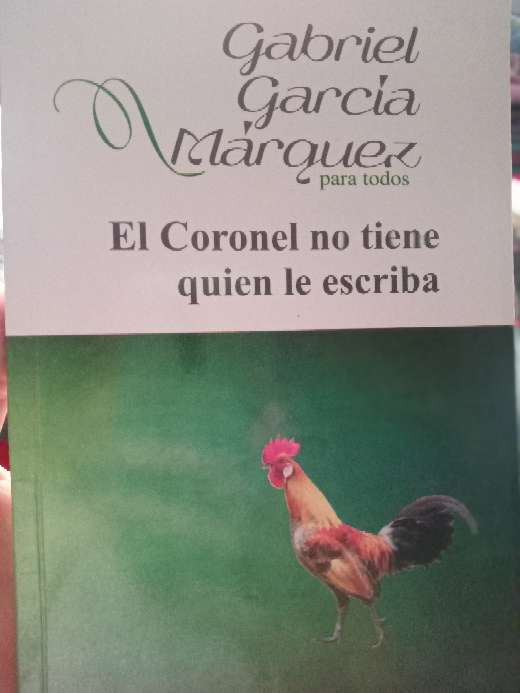 Gabriel
García
Márquez
para todos
El Coronel no tiene
quien le escriba